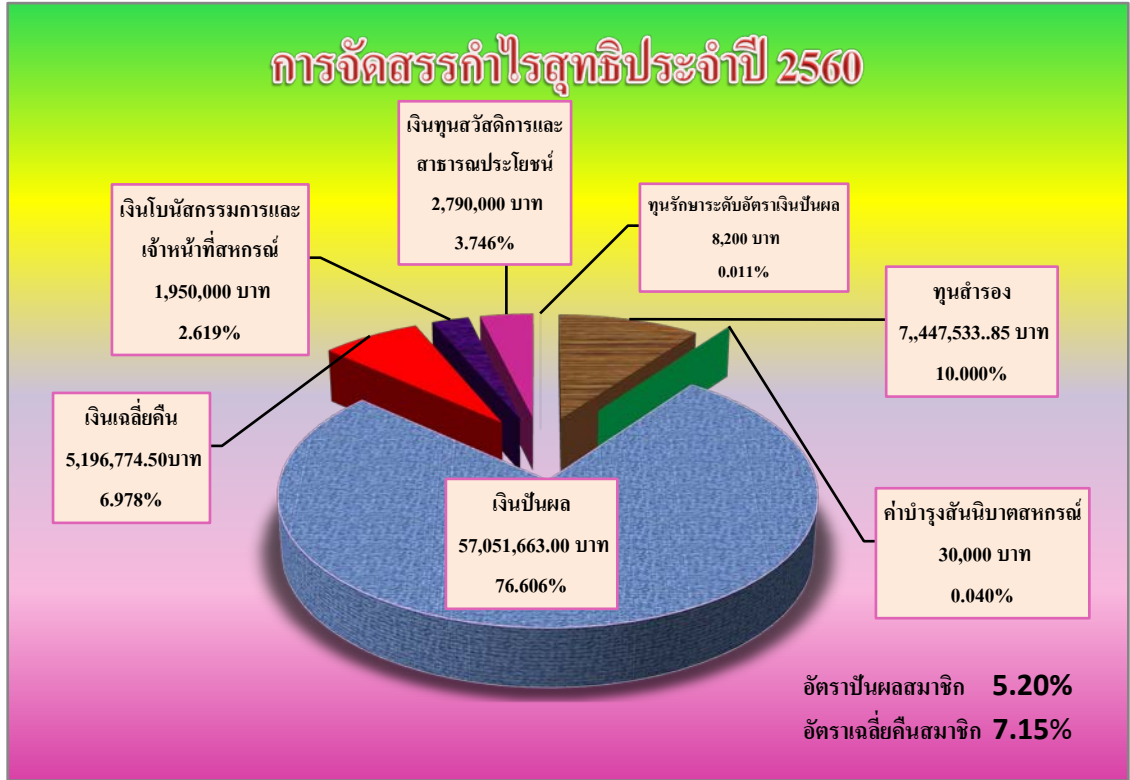 การจัดสรรกำไรสุทธิประจำปี 2560
เงินทุนสวัสดิการและ
สาธารณประโยชน์
2,790,000 บาท
3.746%
ทุนรักษาระดับอัตราเงินปันผล
8,200 บาท
0.011%
เงินโบนัสกรรมการและ
เจ้าหน้าที่สหกรณ์
1,950,000 บาท
2.619%
ทุนสำรอง
7,,447,533..85 บาท
10.000%
เงินเฉลี่ยคืน
5,196,774.50บาท
6.978%
เงินปันผล
57,051,663.00 บาท
76.606%
ค่าบำรุงสันนิบาตสหกรณ์
30,000 บาท
0.040%
อัตราปันผลสมาชิก 5.20%
อัตราเฉลี่ยคืนสมาชิก 7.15%